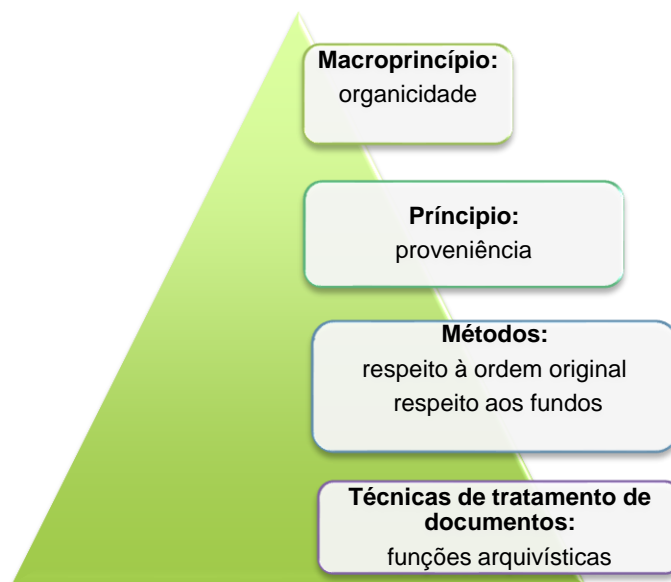 Macroprincípio:
organicidade
Príncipio:
proveniência
Métodos:
respeito à ordem original
respeito aos fundos
Técnicas de tratamento de
documentos:
funções arquivísticas